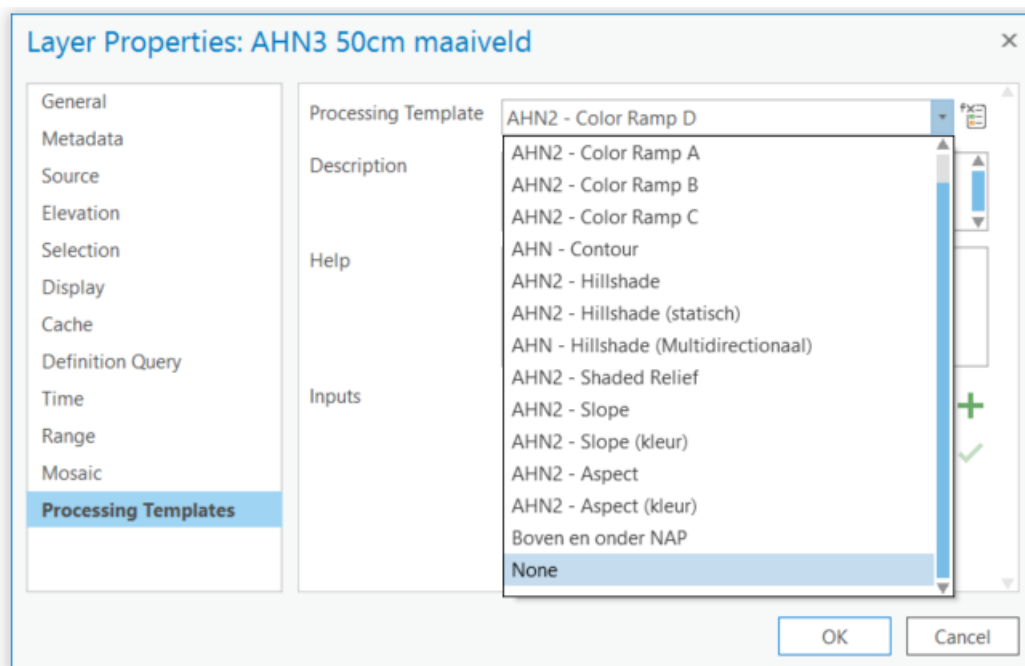 Layer Properties: AHN3 50cm maaiveld
General
Metadata
Source
Elevation
Selection
Display
Cache
Definition Query
Time
Range
Mosaic
Processing Templates
Processing Template
AHN2 - Color Ramp D
Description
Help
Inputs
AHN2 - Color Ramp A
AHN2 - Color Ramp B
AHN2 - Color Ramp C
AHN - Contour
AHN2 - Hillshade
AHN2 - Hillshade (statisch)
AHN - Hillshade (Multidirectionaal)
AHN2 - Shaded Relief
AHN2 - Slope
AHN2 - Slope (kleur)
AHN2 - Aspect
AHN2 - Aspect (kleur)
Boven en onder NAP
None
OK
Cancel